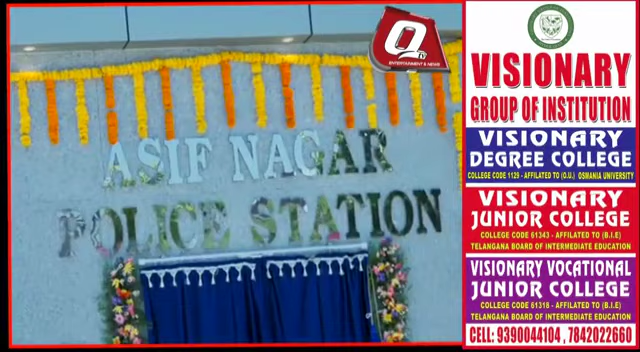 Q
TV
ENTERTAINMENT & NEWS
ASIF NAGAR
POLICE STATION
VISIONARY
GROUP OF INSTITUTION
VISIONARY
DEGREE COLLEGE
COLLEGE CODE 1129 - AFFILATED TO (O.U.) OSMANIA UNIVERSITY
VISIONARY
JUNIOR COLLEGE
COLLEGE CODE 61343 - AFFILATED TO (B.I.E)
TELANGANA BOARD OF INTERMEDIATE EDUCATION
VISIONARY VOCATIONAL
JUNIOR COLLEGE
COLLEGE CODE 61318 - AFFILATED TO (B.I.E)
TELANGANA BOARD OF INTERMEDIATE EDUCATION
CELL: 9390044104 , 7842022660